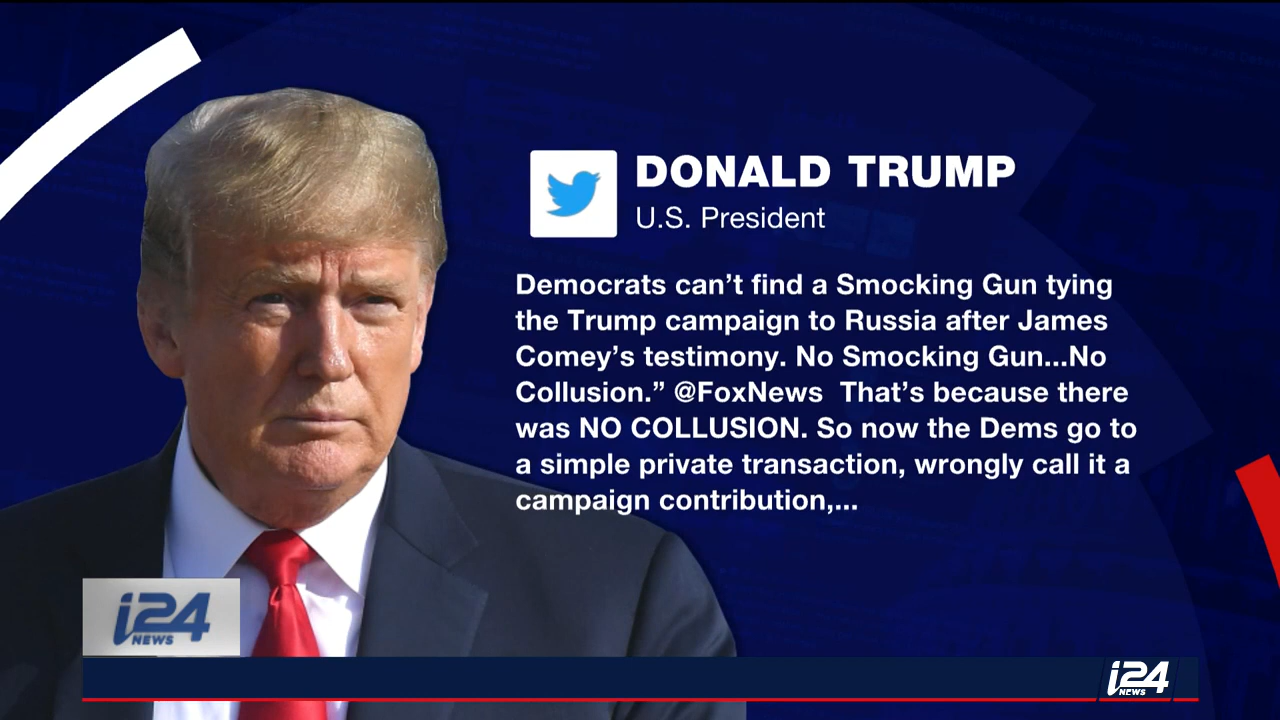 DONALD TRUMP
U.S. President
Democrats can’t find a Smocking Gun tying
the Trump campaign to Russia after James
Comey’s testimony. No Smocking Gun...No
Collusion.” @FoxNews  That’s because there
was NO COLLUSION. So now the Dems go to
a simple private transaction, wrongly call it a
campaign contribution,...
i24
NEWS
i24
NEWS